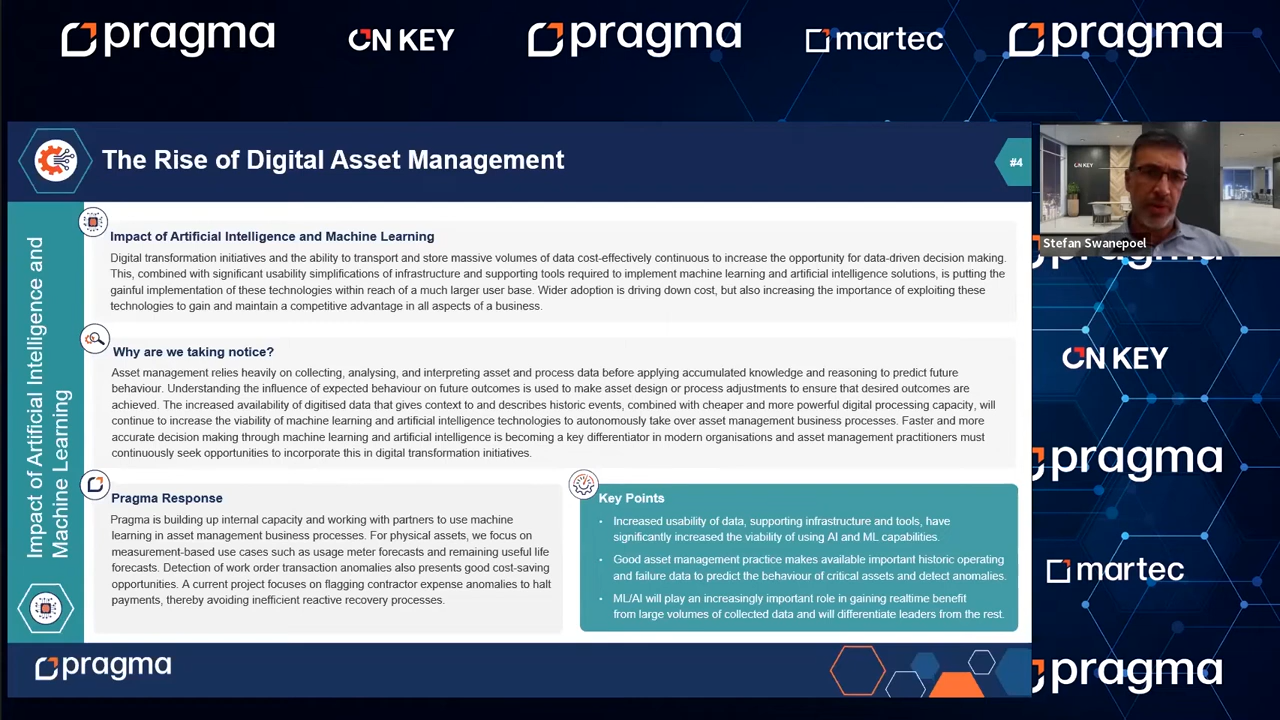 pragma
ON KEY
pragma
martec
pragma
The Rise of Digital Asset Management
#4
Impact of Artificial Intelligence and
Machine Learning
Impact of Artificial Intelligence and Machine Learning
Digital transformation initiatives and the ability to transport and store massive volumes of data cost-effectively continuous to increase the opportunity for data-driven decision making.
This, combined with significant usability simplifications of infrastructure and supporting tools required to implement machine learning and artificial intelligence solutions, is putting the
gainful implementation of these technologies within reach of a much larger user base. Wider adoption is driving down cost, but also increasing the importance of exploiting these
technologies to gain and maintain a competitive advantage in all aspects of a business.
Why are we taking notice?
Asset management relies heavily on collecting, analysing, and interpreting asset and process data before applying accumulated knowledge and reasoning to predict future
behaviour. Understanding the influence of expected behaviour on future outcomes is used to make asset design or process adjustments to ensure that desired outcomes are
achieved. The increased availability of digitised data that gives context to and describes historic events, combined with cheaper and more powerful digital processing capacity, will
continue to increase the viability of machine learning and artificial intelligence technologies to autonomously take over asset management business processes. Faster and more
accurate decision making through machine learning and artificial intelligence is becoming a key differentiator in modern organisations and asset management practitioners must
continuously seek opportunities to incorporate this in digital transformation initiatives.
Pragma Response
Pragma is building up internal capacity and working with partners to use machine
learning in asset management business processes. For physical assets, we focus on
measurement-based use cases such as usage meter forecasts and remaining useful life
forecasts. Detection of work order transaction anomalies also presents good cost-saving
opportunities. A current project focuses on flagging contractor expense anomalies to halt
payments, thereby avoiding inefficient reactive recovery processes.
Key Points
• Increased usability of data, supporting infrastructure and tools, have
significantly increased the viability of using AI and ML capabilities.
• Good asset management practice makes available important historic operating
and failure data to predict the behaviour of critical assets and detect anomalies.
• ML/AI will play an increasingly important role in gaining realtime benefit
from large volumes of collected data and will differentiate leaders from the rest.
pragma
ON KEY
Stefan Swanepoel
pragma
ON KEY
pragma
martec
pragma